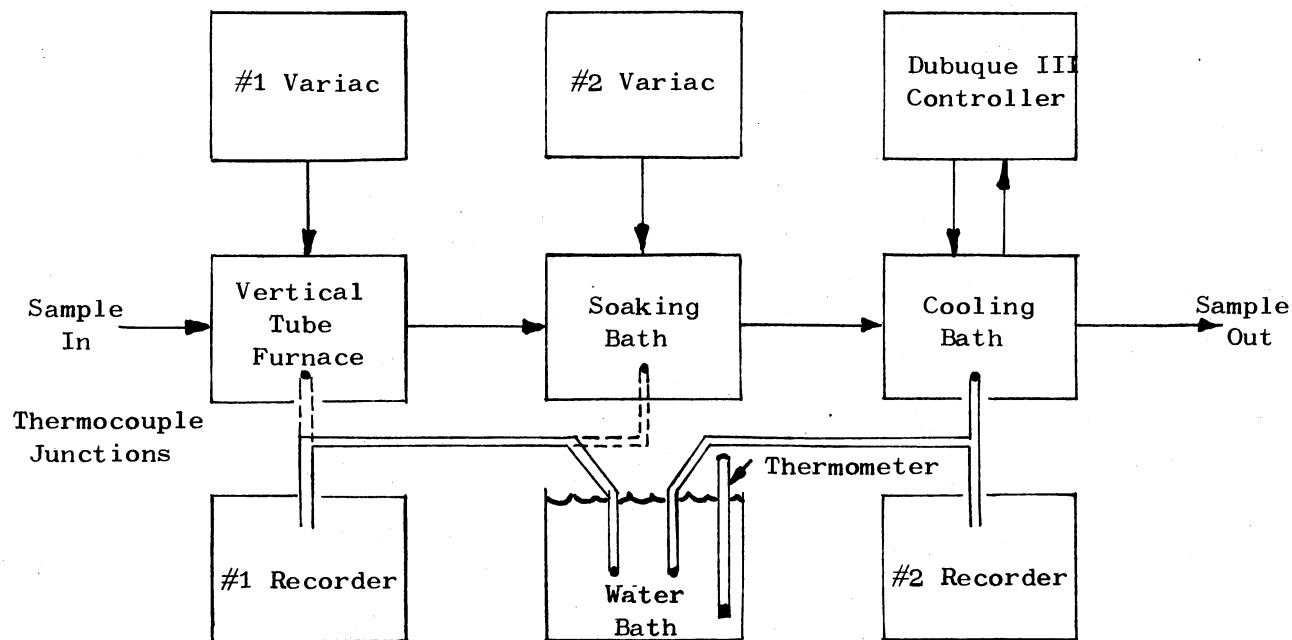 #1 Variac
#2 Variac
Dubuque III
Controller
Sample
In
Vertical
Tube
Furnace
Soaking
Bath
Cooling
Bath
Sample
Out
Thermocouple
Junctions
Thermometer
#1 Recorder
Water
Bath
#2 Recorder